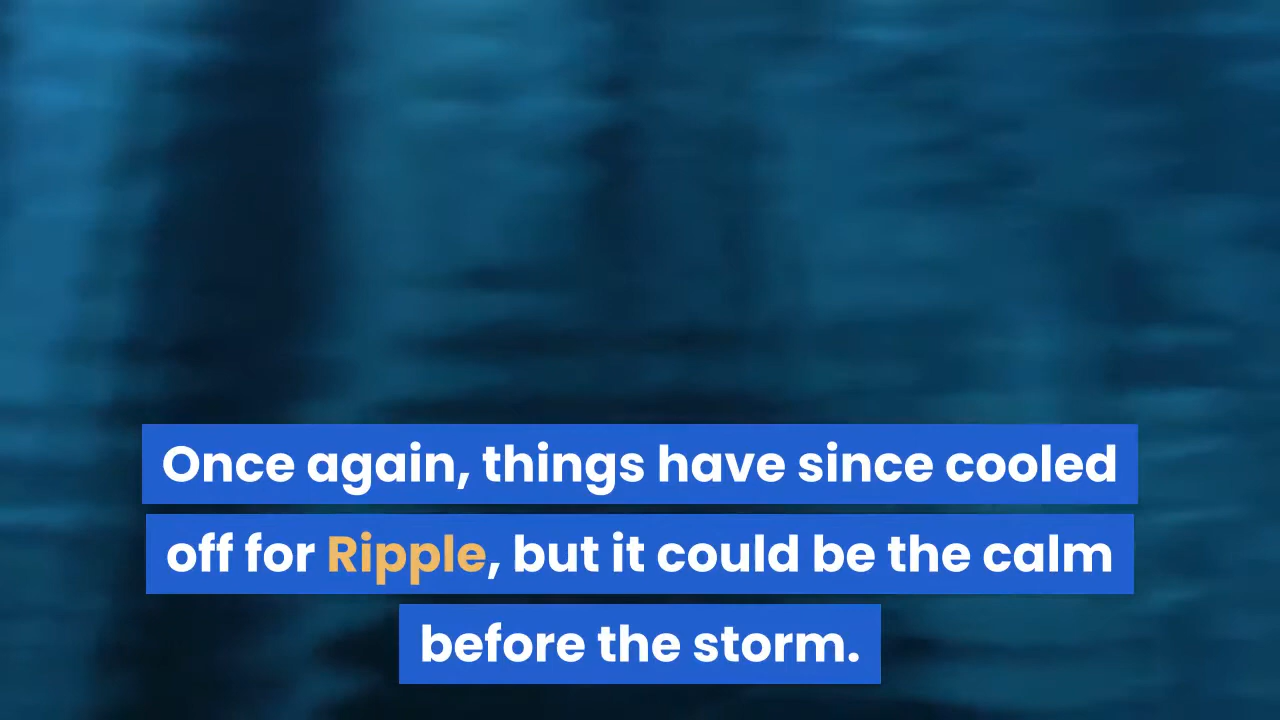 Once again, things have since cooled
off for Ripple, but it could be the calm
before the storm.